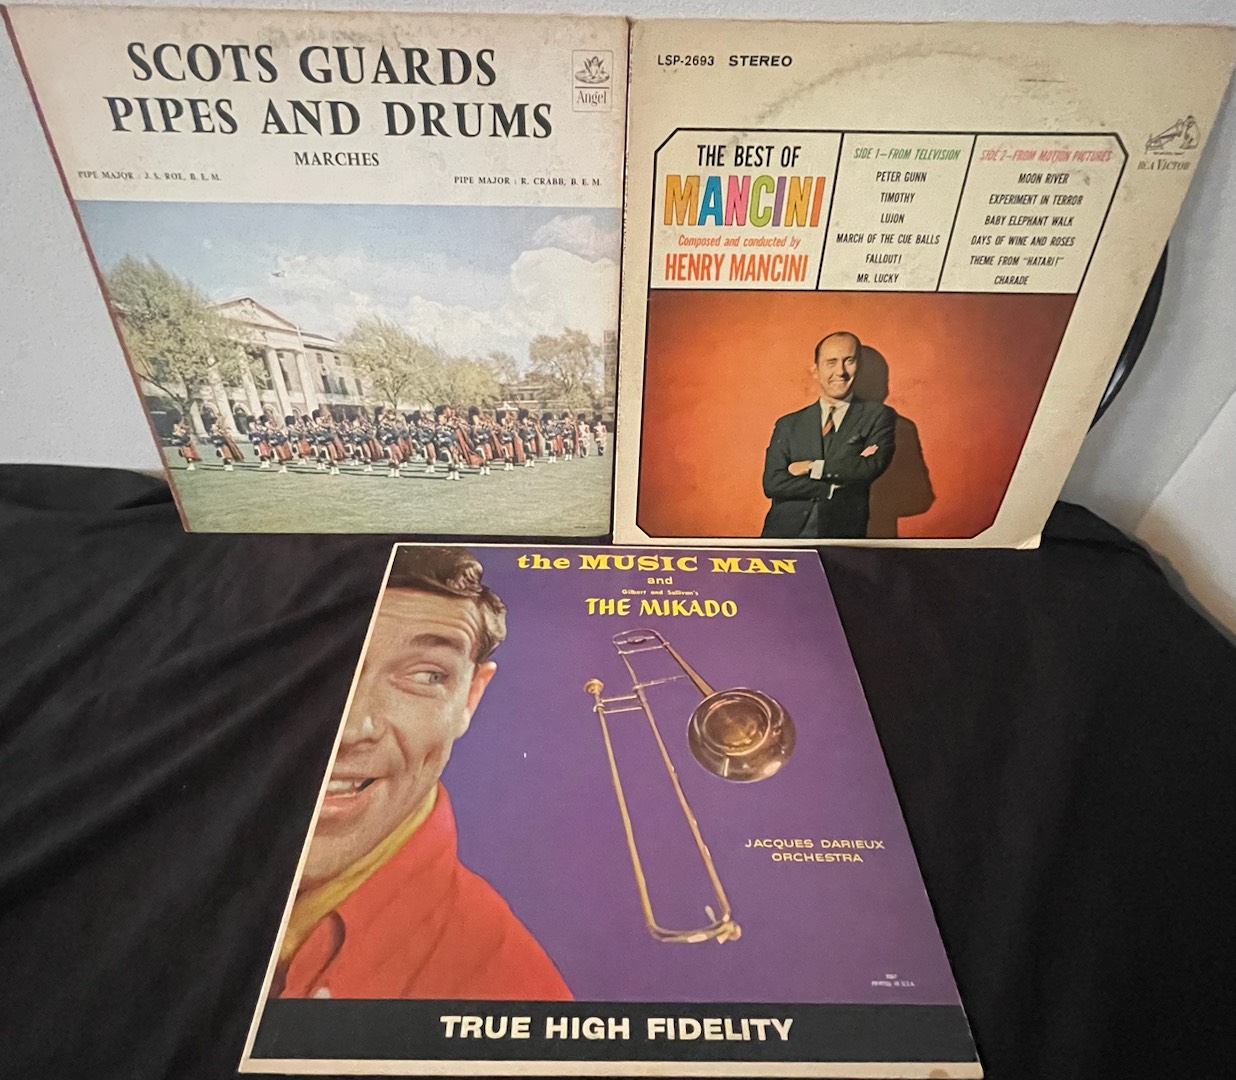 SCOTS GUARDS
PIPES AND DRUMS
MARCHES
PIPE MAJOR : J. S. ROE, B. E. M.
PIPE MAJOR : R. CRABB, B. E. M.
Angel
LSP-2693 STEREO
THE BEST OF
MANCINI
Composed and conducted by
HENRY MANCINI
SIDE 1—FROM TELEVISION
PETER GUNN
TIMOTHY
LUJON
MARCH OF THE CUE BALLS
FALLOUT!
MR. LUCKY
SIDE 2—FROM MOTION PICTURES
MOON RIVER
EXPERIMENT IN TERROR
BABY ELEPHANT WALK
DAYS OF WINE AND ROSES
THEME FROM "HATARI!"
CHARADE
RCA VICTOR
the MUSIC MAN
and
Gilbert and Sullivan's
THE MIKADO
JACQUES DARIEUX
ORCHESTRA
PRINTED IN U.S.A.
TRUE HIGH FIDELITY